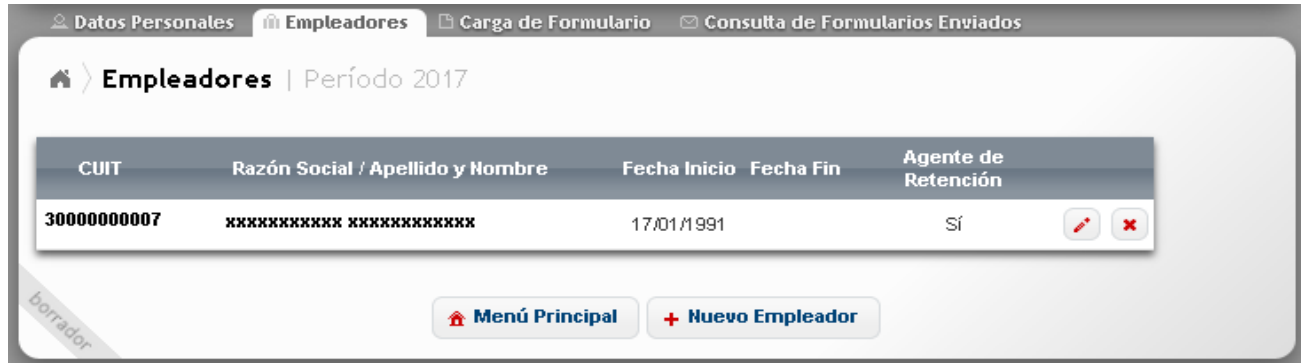 Datos Personales Empleadores Carga de Formulario Consulta de Formularios Enviados
Empleadores | Período 2017
CUIT Razón Social / Apellido y Nombre Fecha Inicio Fecha Fin Agente de
Retención
30000000007 xxxxxxxxxxx xxxxxxxxxxxx 17/01/1991 Sí
borrador
Menú Principal + Nuevo Empleador